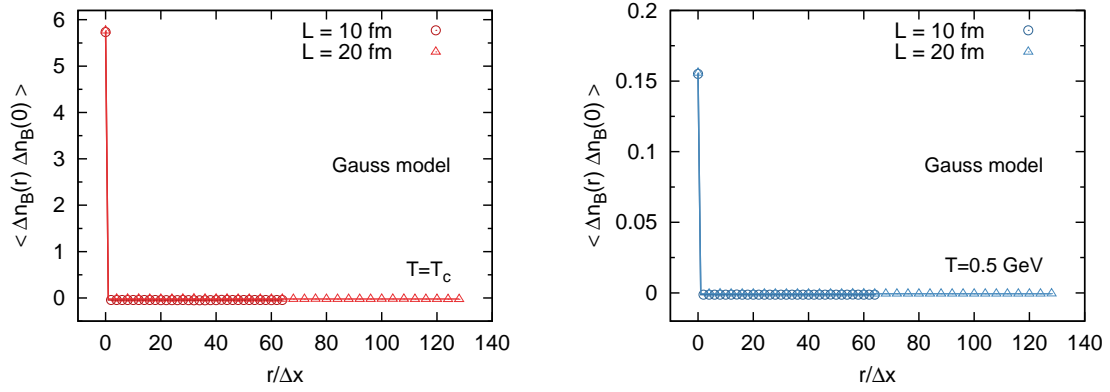 6
5
4
3
2
1
0
0 20 40 60 80 100 120 140
< Δn_B(r) Δn_B(0) >
r/Δx
L = 10 fm
L = 20 fm
Gauss model
T=T_c
0.2
0.15
0.1
0.05
0
0 20 40 60 80 100 120 140
< Δn_B(r) Δn_B(0) >
r/Δx
L = 10 fm
L = 20 fm
Gauss model
T=0.5 GeV